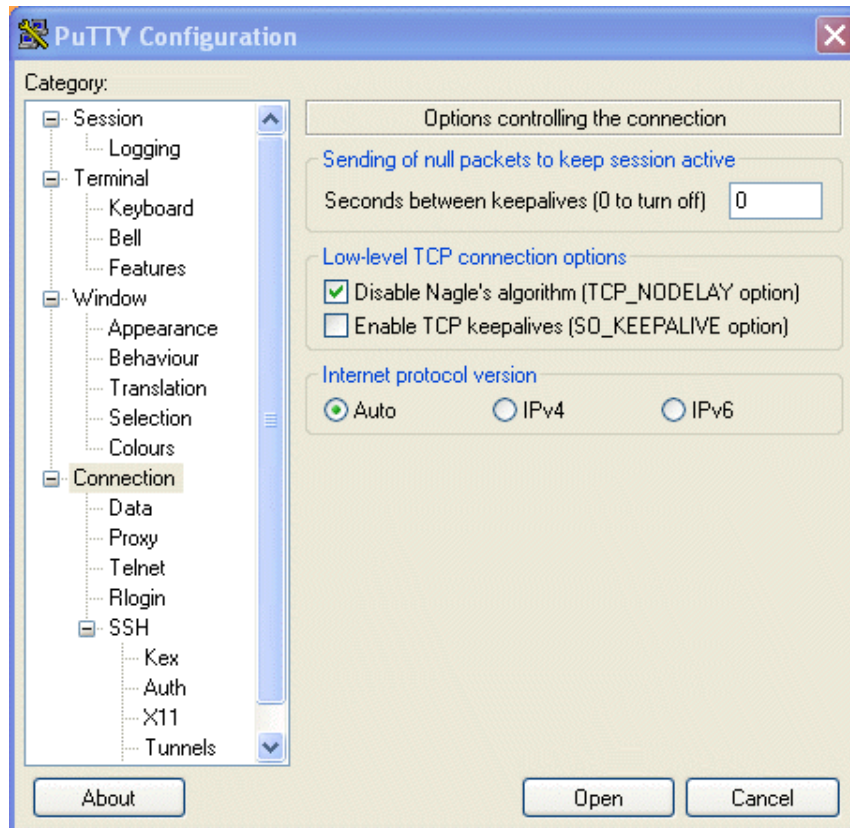 PuTTY Configuration
Category:
Session
Logging
Terminal
Keyboard
Bell
Features
Window
Appearance
Behaviour
Translation
Selection
Colours
Connection
Data
Proxy
Telnet
Rlogin
SSH
Kex
Auth
X11
Tunnels
Options controlling the connection
Sending of null packets to keep session active
Seconds between keepalives (0 to turn off) 0
Low-level TCP connection options
Disable Nagle's algorithm (TCP_NODELAY option)
Enable TCP keepalives (SO_KEEPALIVE option)
Internet protocol version
Auto IPv4 IPv6
About Open Cancel